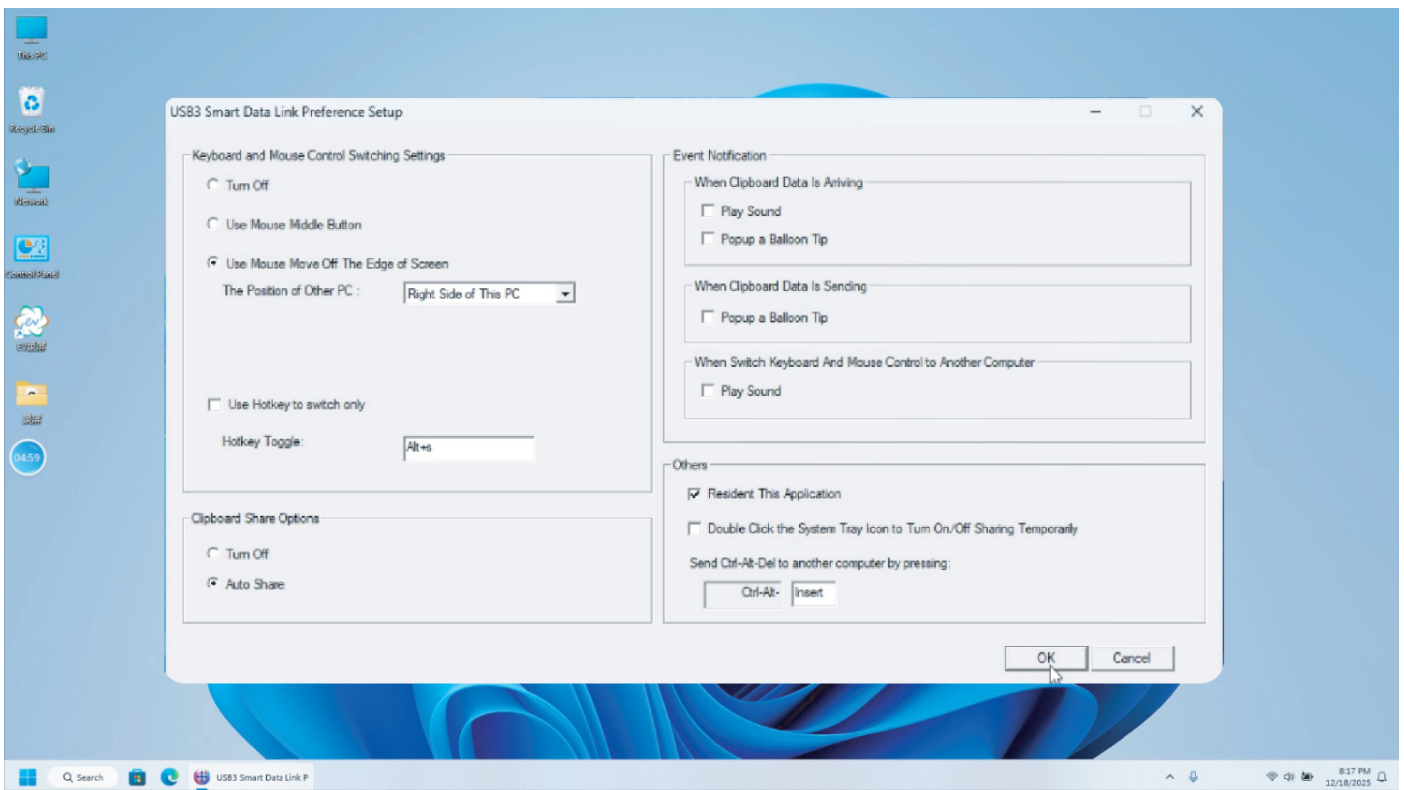 This PC
Recycle Bin
Network
Control Panel
04:59
USB3 Smart Data Link Preference Setup
Keyboard and Mouse Control Switching Settings
Turn Off
Use Mouse Middle Button
Use Mouse Move Off The Edge of Screen
The Position of Other PC :
Right Side of This PC
Use Hotkey to switch only
Hotkey Toggle:
Alt+s
Clipboard Share Options
Turn Off
Auto Share
Event Notification
When Clipboard Data Is Arriving
Play Sound
Popup a Balloon Tip
When Clipboard Data Is Sending
Popup a Balloon Tip
When Switch Keyboard And Mouse Control to Another Computer
Play Sound
Others
Resident This Application
Double Click the System Tray Icon to Turn On/Off Sharing Temporarily
Send Ctrl-Alt-Del to another computer by pressing:
Ctrl-Alt- Insert
OK Cancel
Search
USB3 Smart Data Link P
8:17 PM
12/18/2025